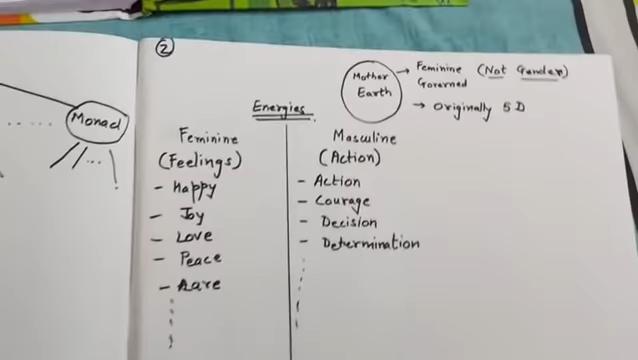 Monad
②
Mother
Earth
→ Feminine (Not Gender)
Governed
→ Originally 5D
Energies
Feminine
(Feelings)
- Happy
- Joy
- Love
- Peace
Masculine
(Action)
- Action
- Courage
- Decision
- Determination